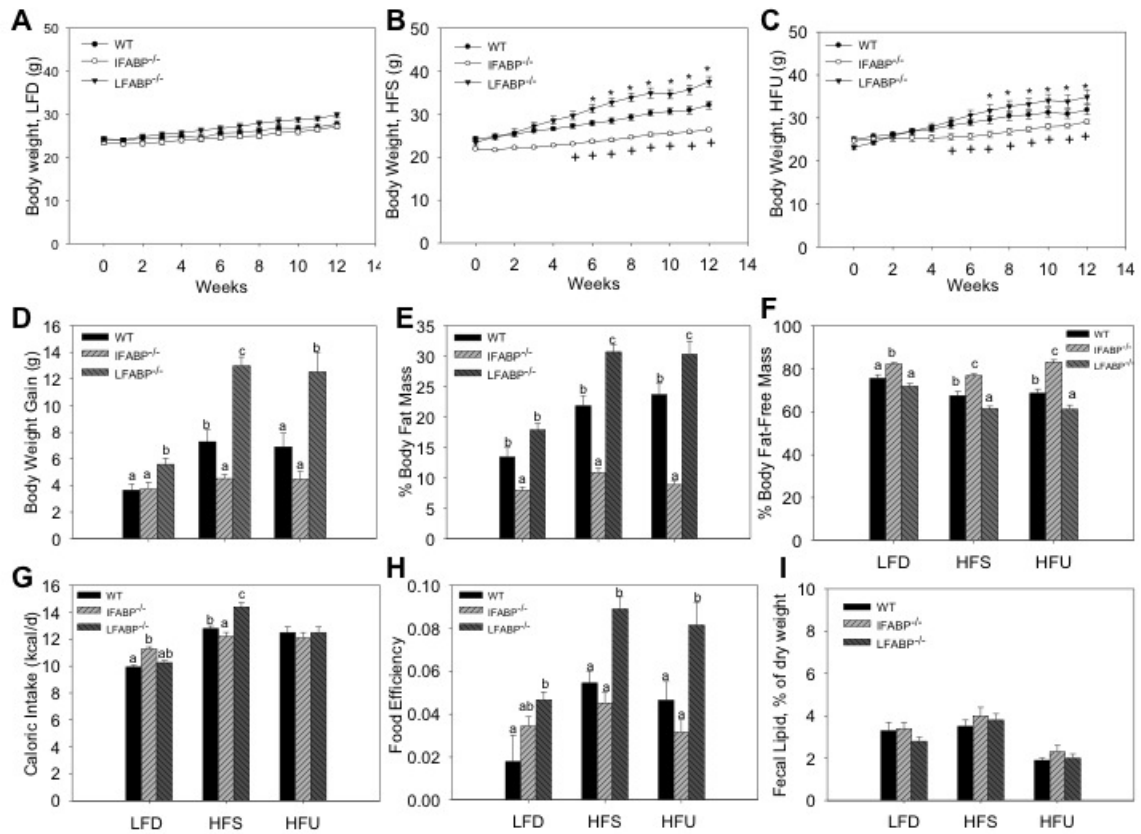 A
Body weight, LFD (g)
50
40
30
20
10
0
WT
IFABP-/-
LFABP-/-
0 2 4 6 8 10 12 14
Weeks
B
Body Weight, HFS (g)
50
40
30
20
10
0
WT
IFABP-/-
LFABP-/-
* * * * * * *
+ + + + + + + +
0 2 4 6 8 10 12 14
Weeks
C
Body Weight, HFU (g)
50
40
30
20
10
0
WT
IFABP-/-
LFABP-/-
* * * * * *
+ + + + + + + +
0 2 4 6 8 10 12 14
Weeks
D
Body Weight Gain (g)
16
14
12
10
8
6
4
2
0
WT
IFABP-/-
LFABP-/-
a a b
b a c
a a b
E
% Body Fat Mass
35
30
25
20
15
10
5
0
WT
IFABP-/-
LFABP-/-
b a b
b a c
b a c
F
% Body Fat-Free Mass
100
80
60
40
20
0
WT
IFABP-/-
LFABP-/-
a b a
b c a
b c a
LFD HFS HFU
G
Caloric Intake (kcal/d)
16
14
12
10
8
6
4
2
0
WT
IFABP-/-
LFABP-/-
a b ab
b a c
LFD HFS HFU
H
Food Efficiency
0.10
0.08
0.06
0.04
0.02
0.00
WT
IFABP-/-
LFABP-/-
a ab b
a a b
a a b
LFD HFS HFU
I
Fecal Lipid, % of dry weight
10
8
6
4
2
0
WT
IFABP-/-
LFABP-/-
LFD HFS HFU